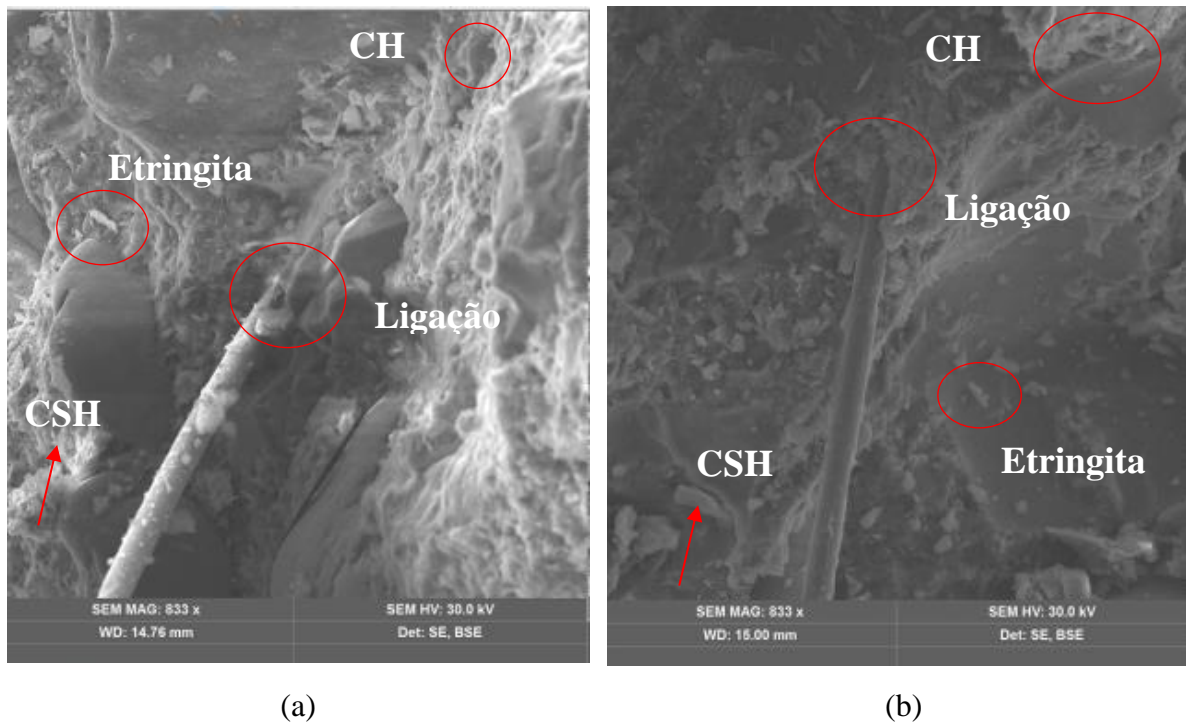 CH
Etringita
Ligação
CSH
SEM MAG: 833 x
SEM HV: 30.0 kV
WD: 14.76 mm
Det: SE, BSE
(a)
CH
Ligação
CSH
Etringita
SEM MAG: 833 x
SEM HV: 30.0 kV
WD: 15.00 mm
Det: SE, BSE
(b)